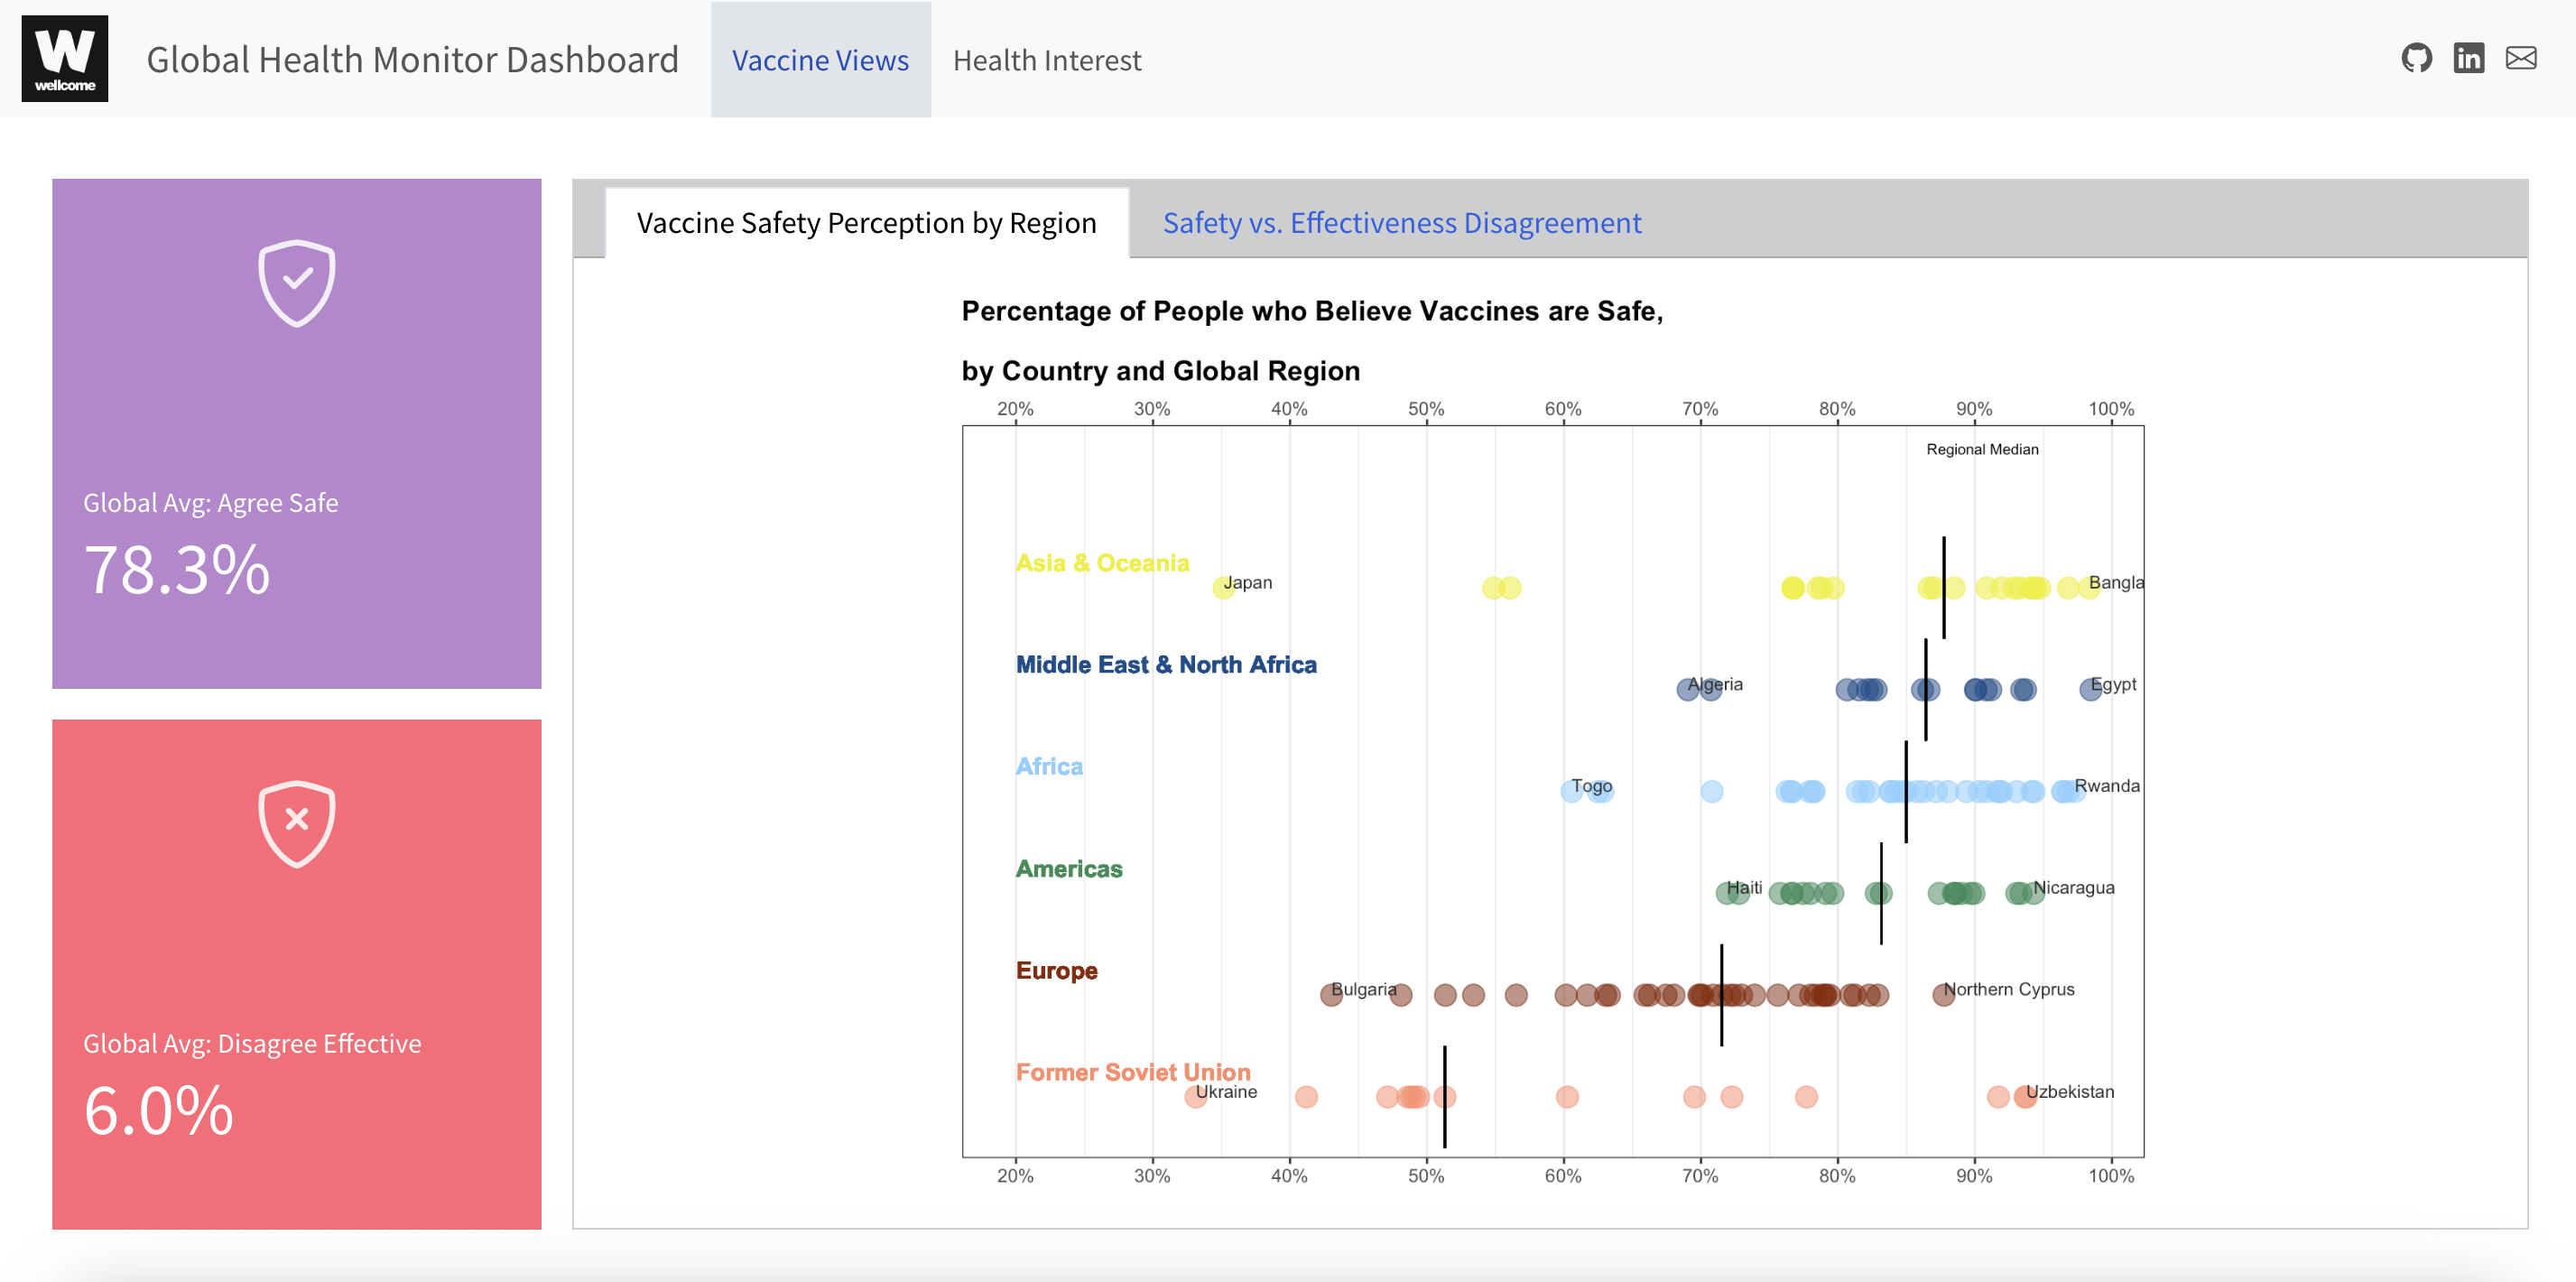 W
wellcome
Global Health Monitor Dashboard
Vaccine Views
Health Interest
Global Avg: Agree Safe
78.3%
Global Avg: Disagree Effective
6.0%
Vaccine Safety Perception by Region
Safety vs. Effectiveness Disagreement
Percentage of People who Believe Vaccines are Safe,
by Country and Global Region
20% 30% 40% 50% 60% 70% 80% 90% 100%
Regional Median
Asia & Oceania
Japan
Bangla
Middle East & North Africa
Algeria
Egypt
Africa
Togo
Rwanda
Americas
Haiti
Nicaragua
Europe
Bulgaria
Northern Cyprus
Former Soviet Union
Ukraine
Uzbekistan
20% 30% 40% 50% 60% 70% 80% 90% 100%